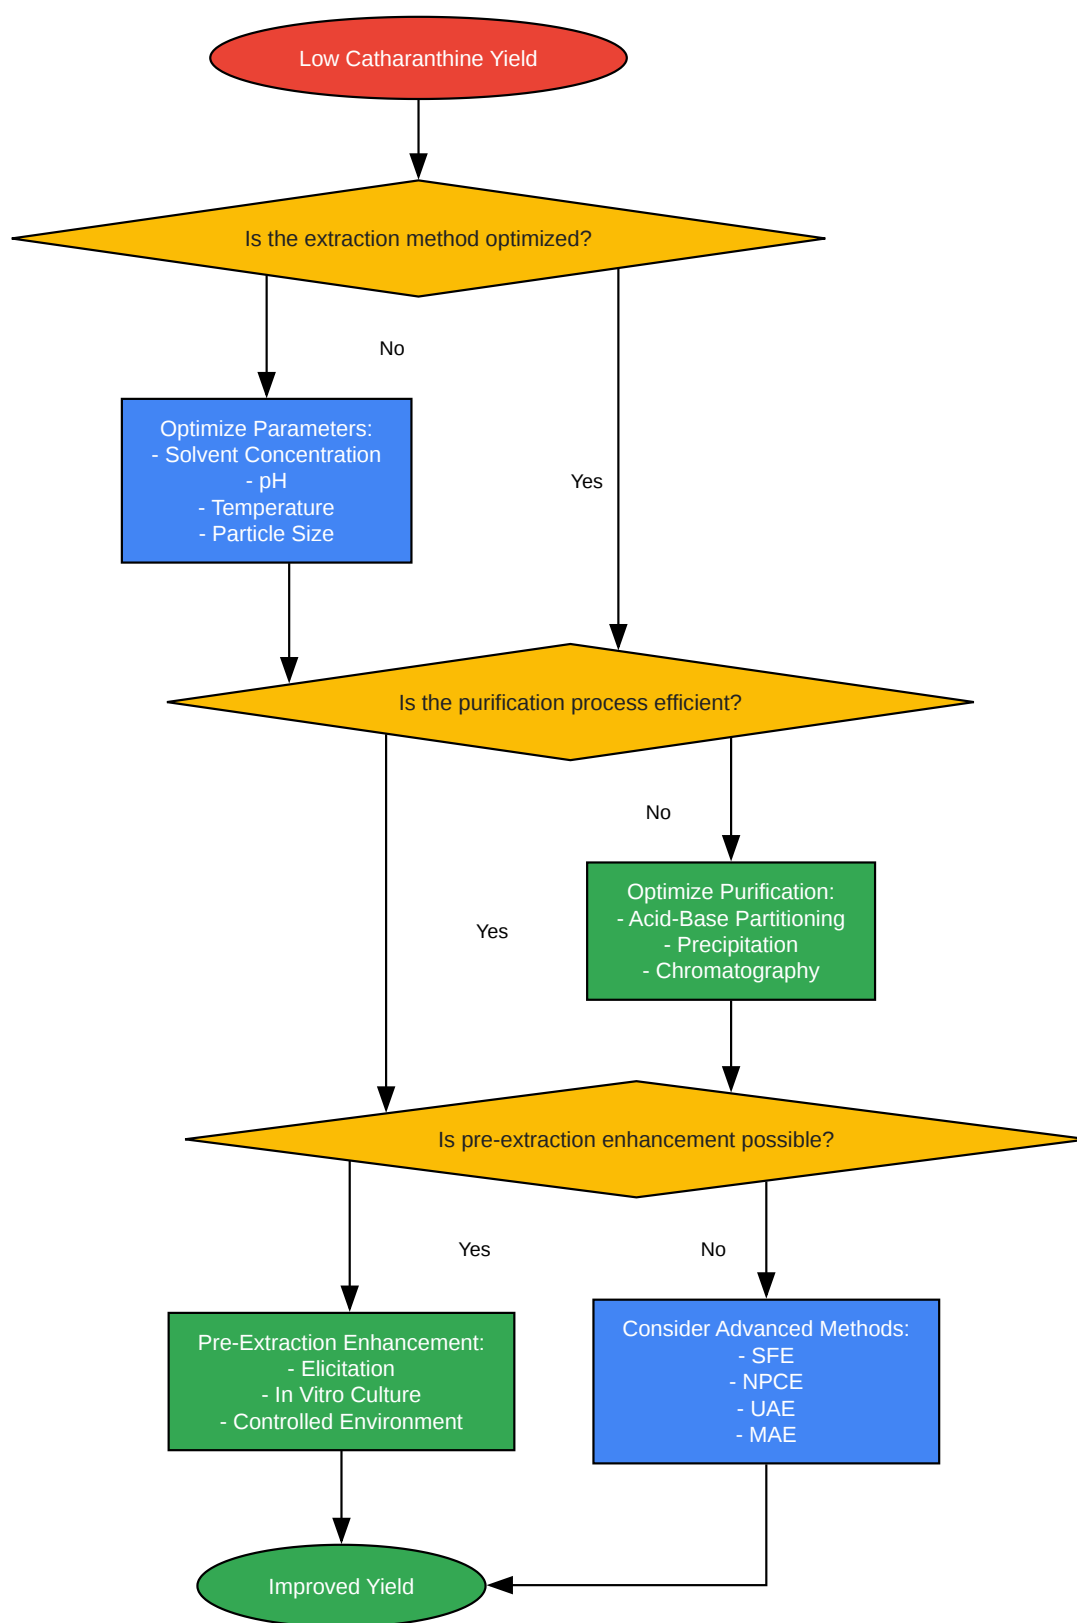 Low Catharanthine Yield
Is the extraction method optimized?
No
Optimize Parameters:
- Solvent Concentration
- pH
- Temperature
- Particle Size
Yes
Is the purification process efficient?
No
Optimize Purification:
- Acid-Base Partitioning
- Precipitation
- Chromatography
Yes
Is pre-extraction enhancement possible?
Yes
No
Pre-Extraction Enhancement:
- Elicitation
- In Vitro Culture
- Controlled Environment
Consider Advanced Methods:
- SFE
- NPCE
- UAE
- MAE
Improved Yield